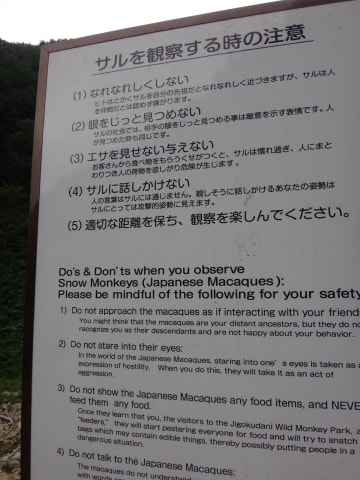 サルを観察する時の注意
(1) なれなれしくしない
ヒトはとかくサルを自分の先祖だとなれなれしく近づきますが、サルは人
を仲間だとは認めず嫌がります。
(2) 眼をじっと見つめない
サルの社会では、相手の眼をじっと見つめる事は敵意を示す表情です。人
が見つめた時も同じです。
(3) エサを見せない与えない
お客さんから食べ物をもらうくせがつくと、サルは慣れ過ぎ、人にまと
わりつき人の荷物を欲しがり危険が生じます。
(4) サルに話しかけない
人の言葉はサルには通じません。親しそうに話しかけるあなたの姿勢は
サルにとっては攻撃的姿勢に見えます。
(5) 適切な距離を保ち、観察を楽しんでください。
Do's & Don'ts when you observe
Snow Monkeys (Japanese Macaques):
Please be mindful of the following for your safety
1) Do not approach the macaques as if interacting with your friends
You might think that the macaques are your distant ancestors, but they do no
recognize you as their descendants and are not happy about your behavior.
2) Do not stare into their eyes:
In the world of the Japanese Macaques, staring into one's eyes is taken as a
expression of hostility. When you do this, they will take it as an act of
aggression.
3) Do not show the Japanese Macaques any food items, and NEVE
feed them any food.
Once they learn that you, the visitors to the Jigokudani Wild Monkey Park, a
"feeders," they will start pestering everyone for food and will try to snatch
bags which may contain edible things, thereby possibly putting people in a
dangerous situation.
4) Do not talk to the Japanese Macaques:
The macaques do not understand
with words